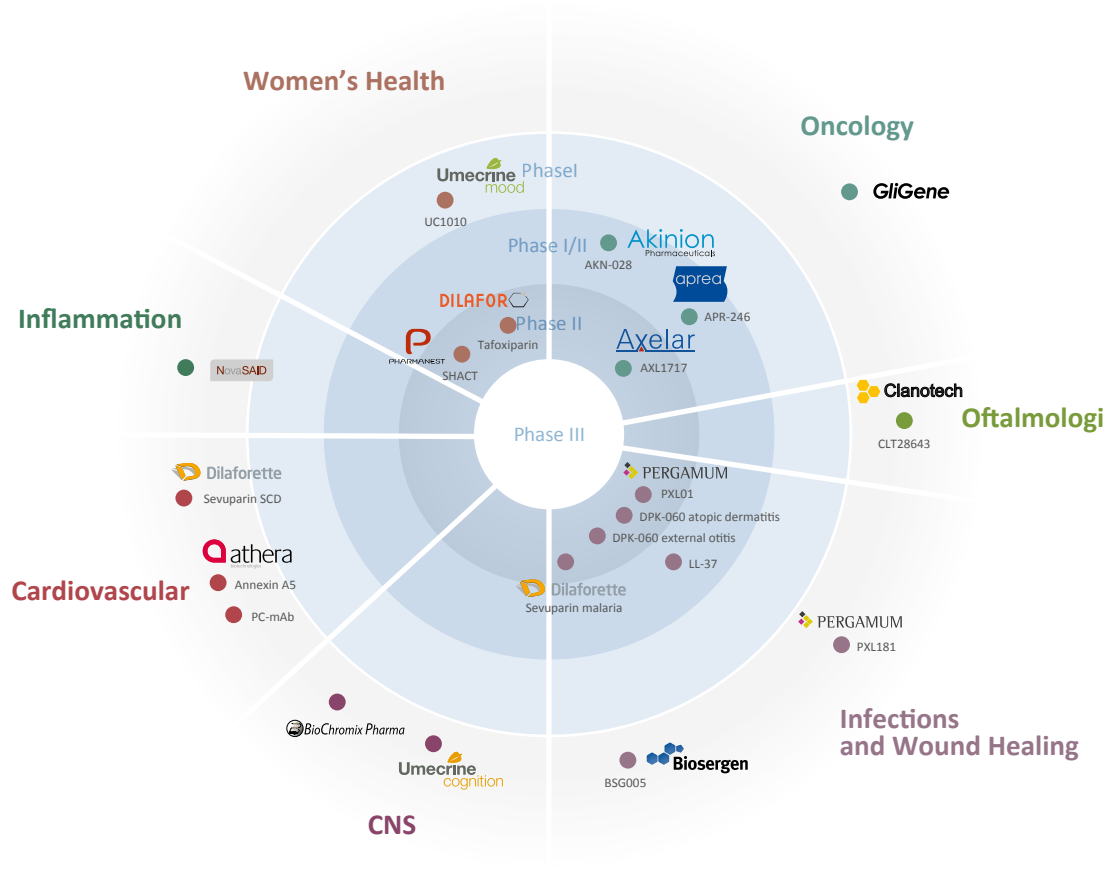 Women's Health
Oncology
Umecrine
mood
PhaseI
UC1010
GliGene
Phase I/II
Akinion
Pharmaceuticals
AKN-028
aprea
DILAFOR
APR-246
Phase II
Tafoxiparin
Inflammation
PHARMANEST
SHACT
Axelar
AXL1717
NovaSAID
Clanotech
Oftalmologi
CLT28643
Phase III
Dilaforette
Sevuparin SCD
PERGAMUM
PXL01
DPK-060 atopic dermatitis
DPK-060 external otitis
LL-37
athera
biotechnologies
Annexin A5
Cardiovascular
PC-mAb
Dilaforette
Sevuparin malaria
PERGAMUM
PXL181
Infections
and Wound Healing
BioChromix Pharma
Umecrine
cognition
CNS
Biosergen
BSG005